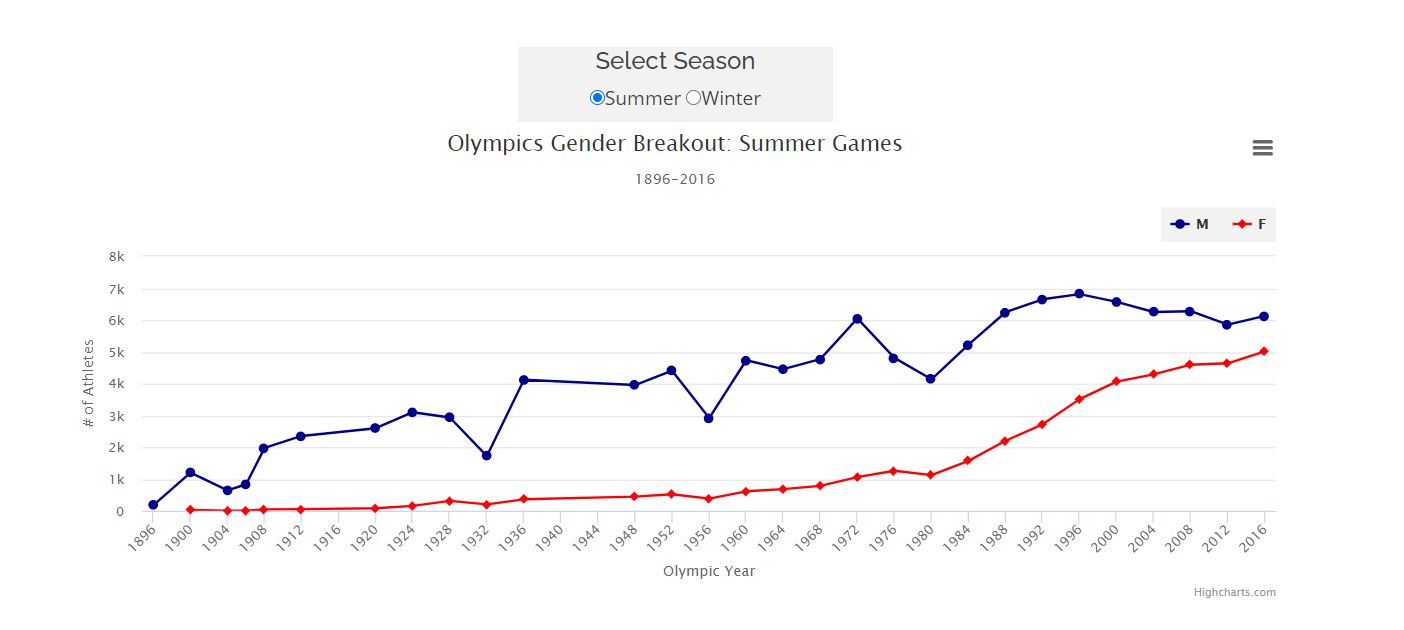 Select Season
Summer Winter
Olympics Gender Breakout: Summer Games
1896-2016
M F
8k
7k
6k
5k
4k
3k
2k
1k
0
# of Athletes
1896 1900 1904 1908 1912 1916 1920 1924 1928 1932 1936 1940 1944 1948 1952 1956 1960 1964 1968 1972 1976 1980 1984 1988 1992 1996 2000 2004 2008 2012 2016
Olympic Year
Highcharts.com